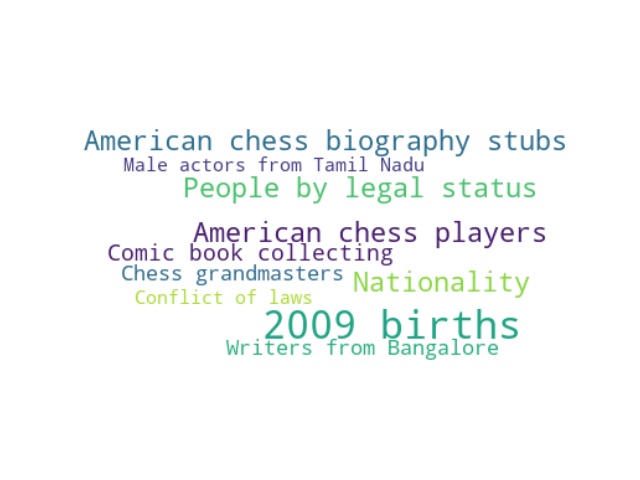 American chess biography stubs
Male actors from Tamil Nadu
People by legal status
American chess players
Comic book collecting
Chess grandmasters
Nationality
Conflict of laws
2009 births
Writers from Bangalore